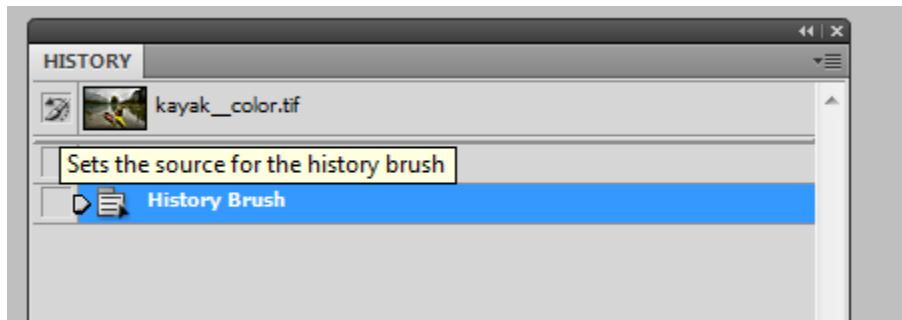 HISTORY
kayak__color.tif
Sets the source for the history brush
History Brush